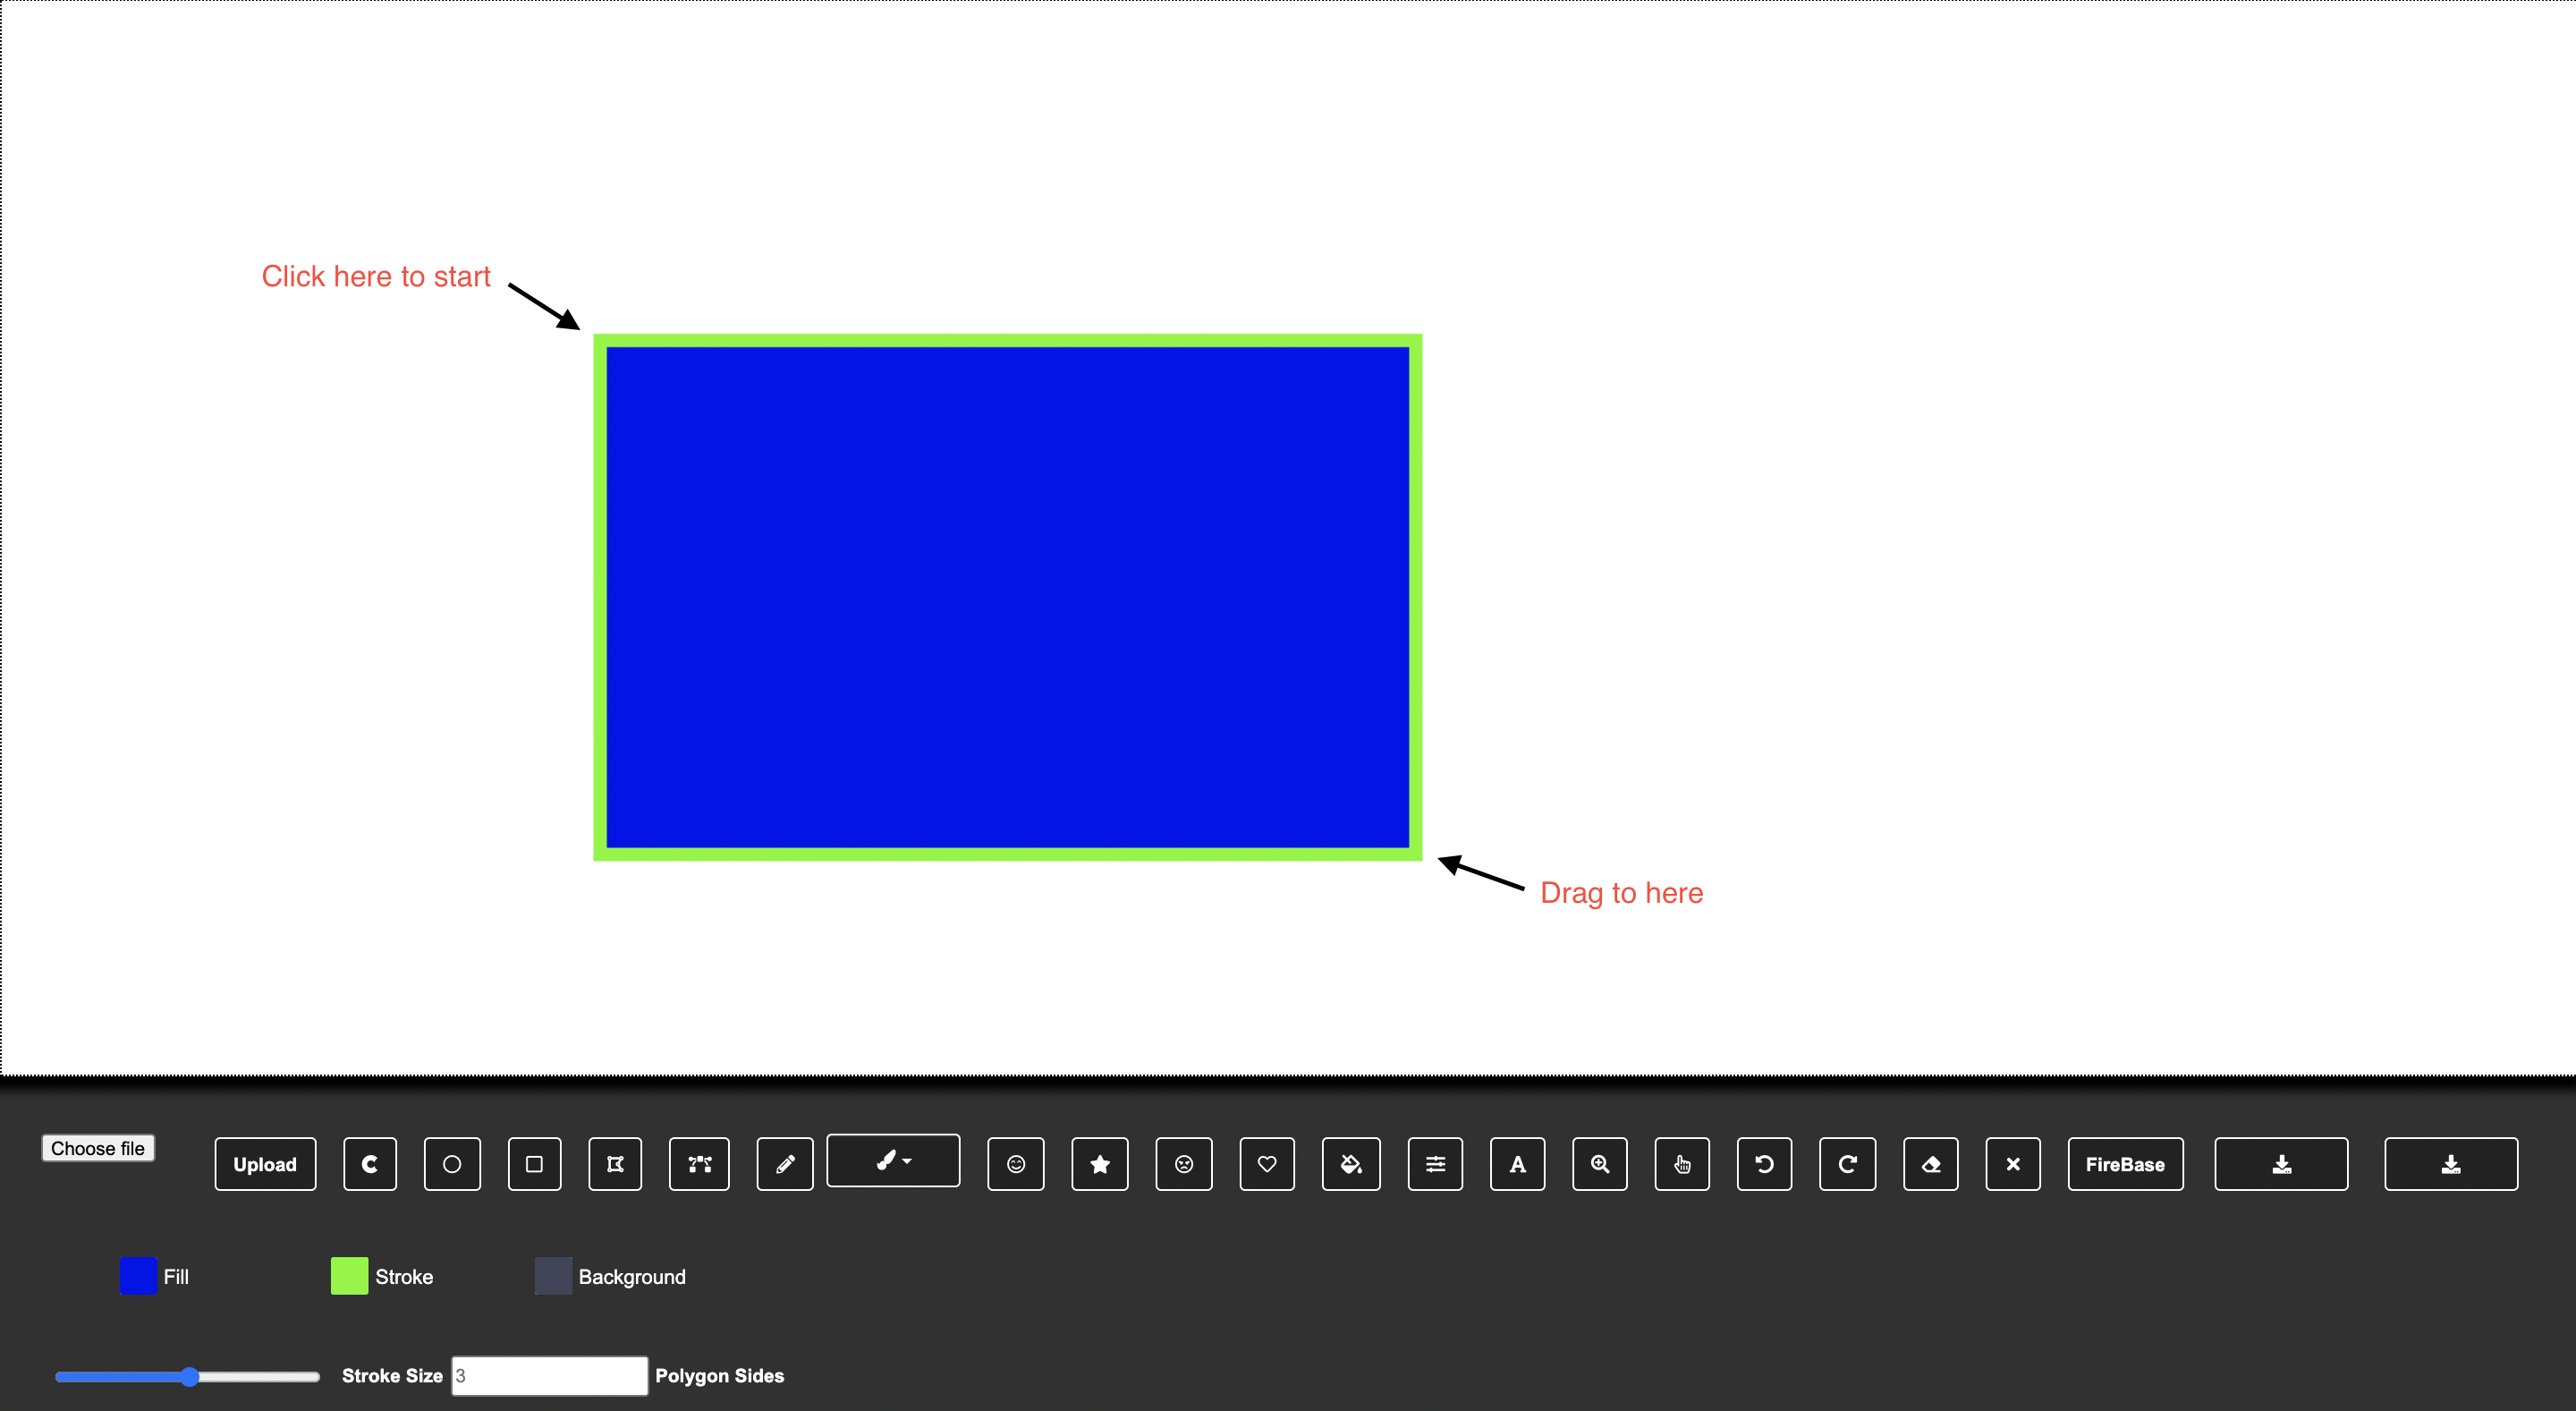 Click here to start
Drag to here
Choose file
Upload
A
FireBase
Fill
Stroke
Background
Stroke Size
3
Polygon Sides